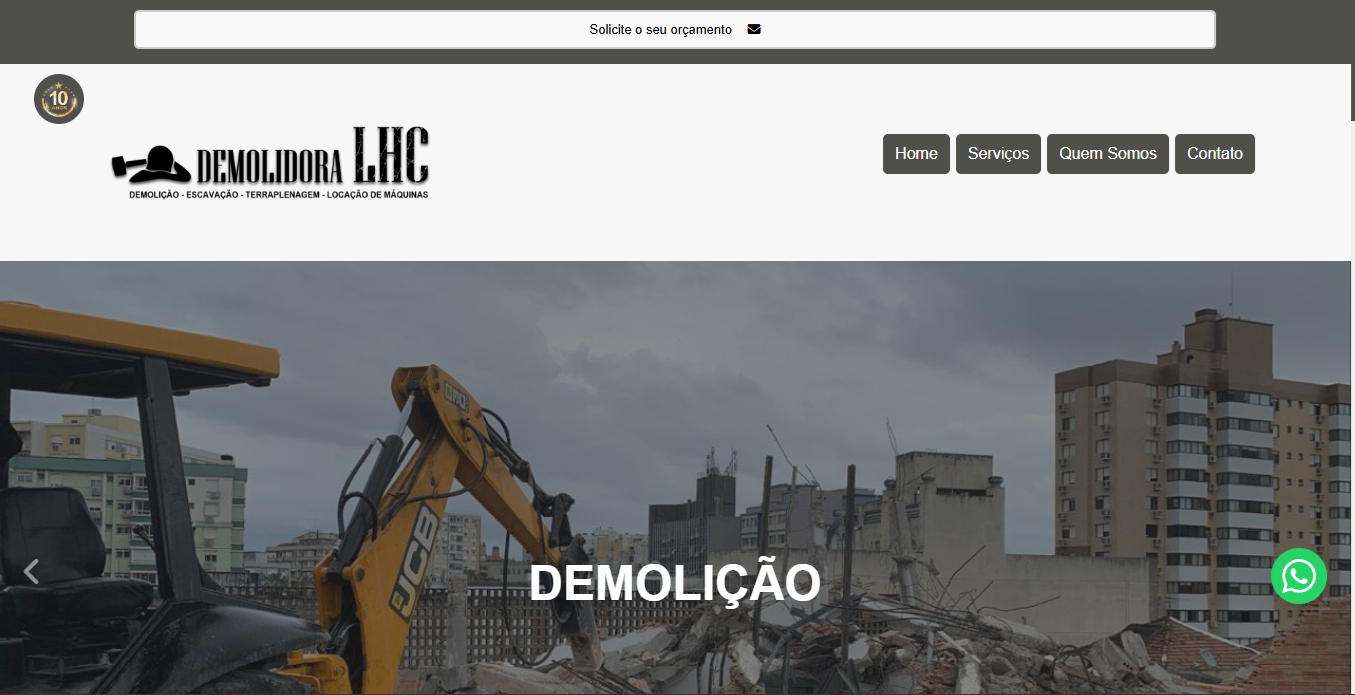 Solicite o seu orçamento
10
ANOS
DEMOLIDORA LHC
DEMOLIÇÃO - ESCAVAÇÃO - TERRAPLENAGEM - LOCAÇÃO DE MÁQUINAS
Home
Serviços
Quem Somos
Contato
JCB
DEMOLIÇÃO